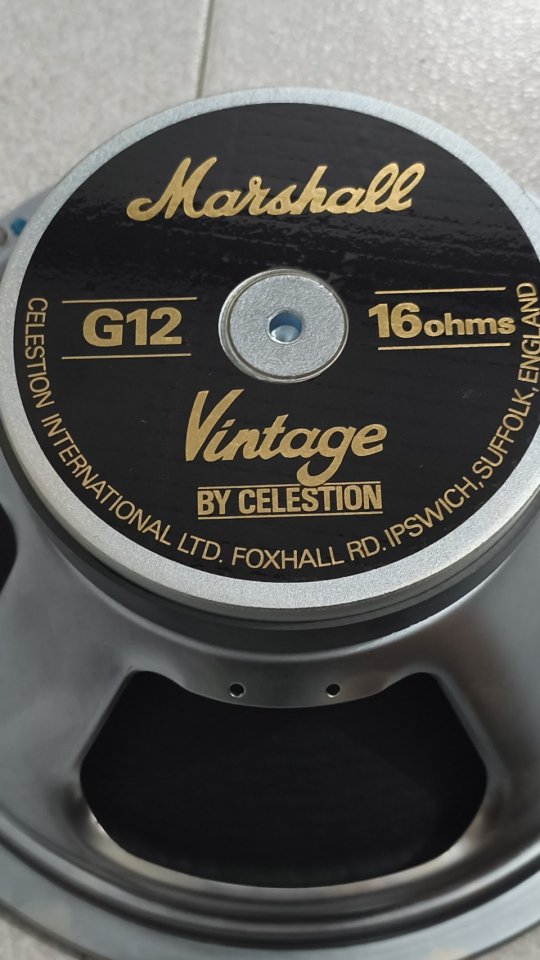 Marshall
G12
16ohms
Vintage
BY CELESTION
CELESTION INTERNATIONAL LTD. FOXHALL RD. IPSWICH, SUFFOLK, ENGLAND